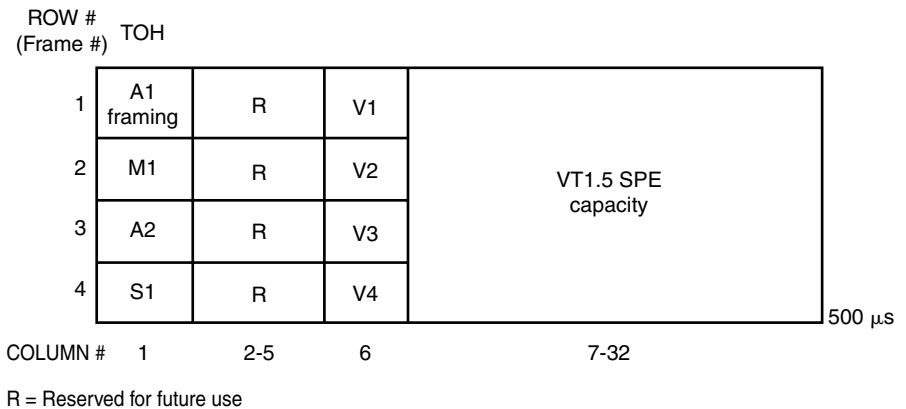 ROW #
(Frame #)
TOH
1
A1
framing
R
V1
2
M1
R
V2
VT1.5 SPE
capacity
3
A2
R
V3
4
S1
R
V4
500 μs
COLUMN # 1 2-5 6 7-32
R = Reserved for future use